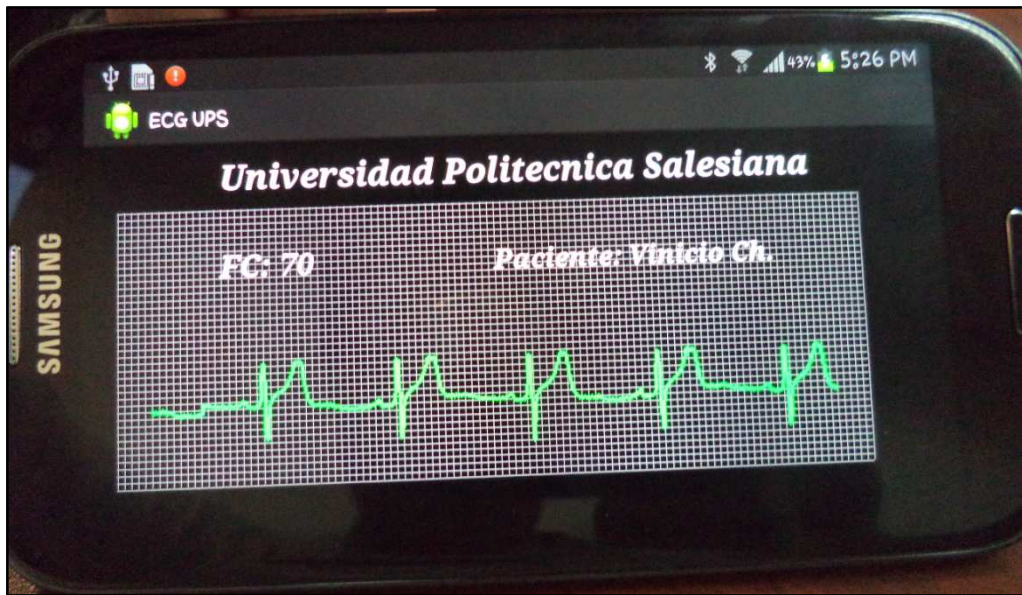 43% 5:26 PM
ECG UPS
Universidad Politecnica Salesiana
FC: 70
Paciente: Vinicio Ch.
SAMSUNG